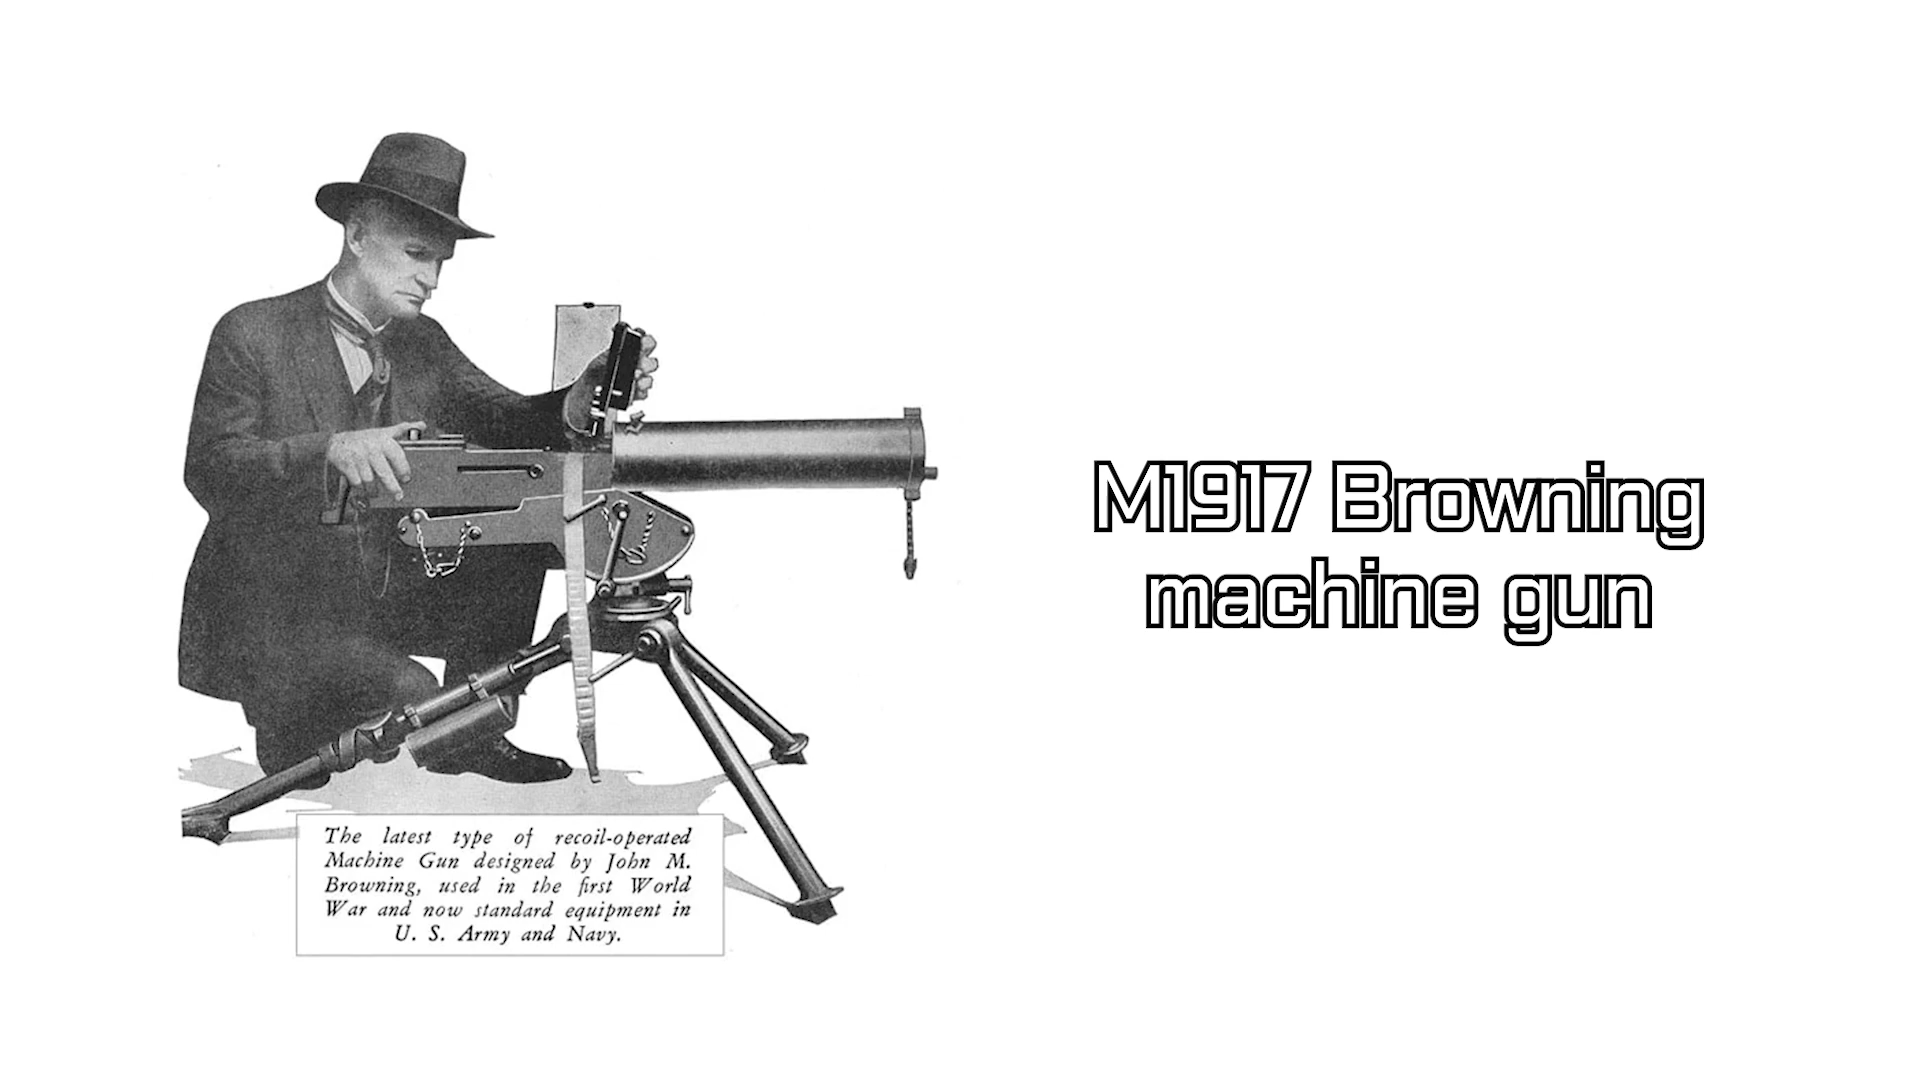 M1917 Browning
machine gun
The latest type of recoil-operated
Machine Gun designed by John M.
Browning, used in the first World
War and now standard equipment in
U. S. Army and Navy.